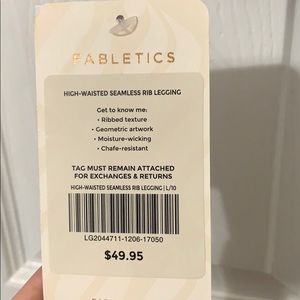 FABLETICS
HIGH-WAISTED SEAMLESS RIB LEGGING
Get to know me:
• Ribbed texture
• Geometric artwork
• Moisture-wicking
• Chafe-resistant
TAG MUST REMAIN ATTACHED
FOR EXCHANGES & RETURNS
HIGH-WAISTED SEAMLESS RIB LEGGING | L/10
LG2044711-1206-17050
$49.95